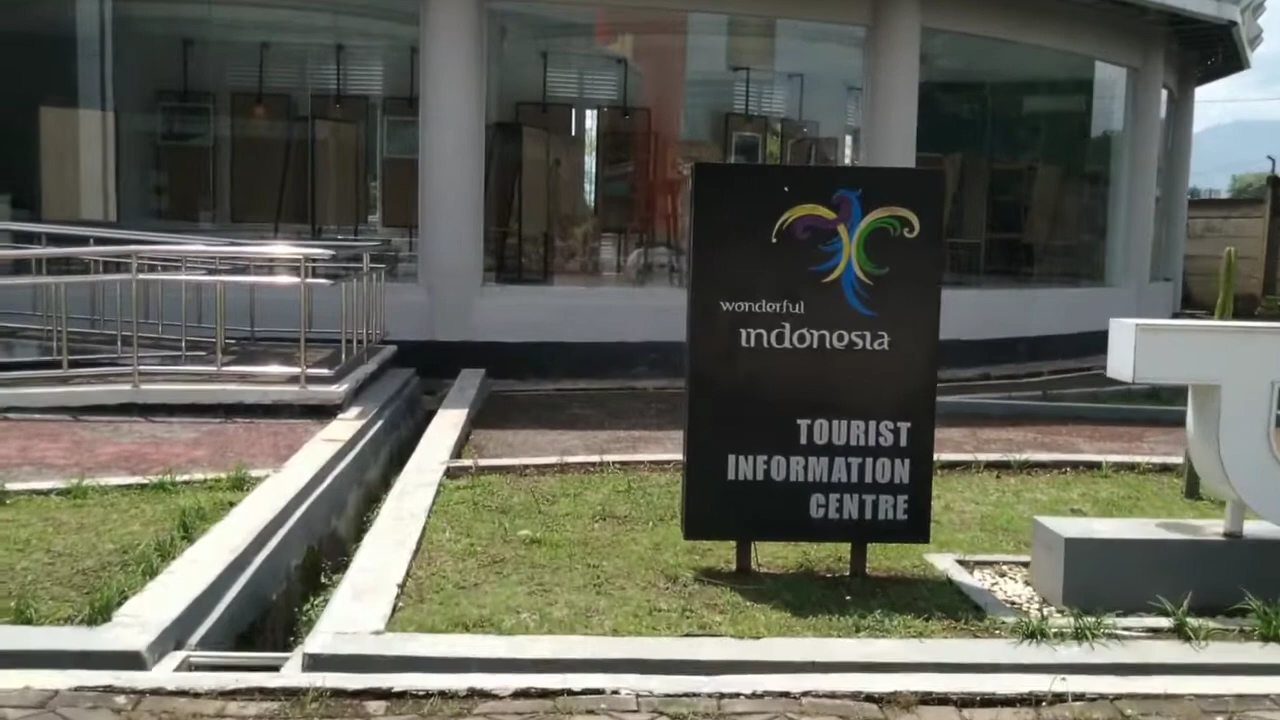 wonderful
indonesia
TOURIST
INFORMATION
CENTRE